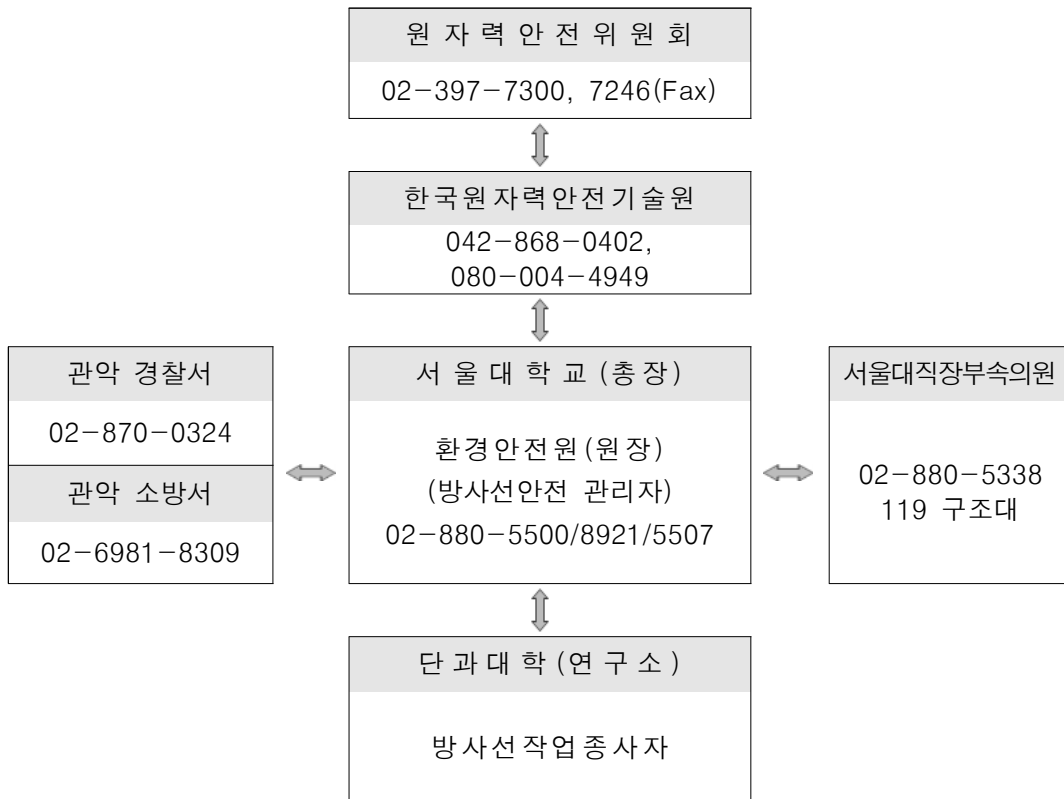 원자력안전위원회
02-397-7300, 7246(Fax)
한국원자력안전기술원
042-868-0402,
080-004-4949
관악 경찰서
02-870-0324
관악 소방서
02-6981-8309
서울대학교(총장)
환경안전원(원장)
(방사선안전 관리자)
02-880-5500/8921/5507
서울대직장부속의원
02-880-5338
119 구조대
단과대학(연구소)
방사선작업종사자